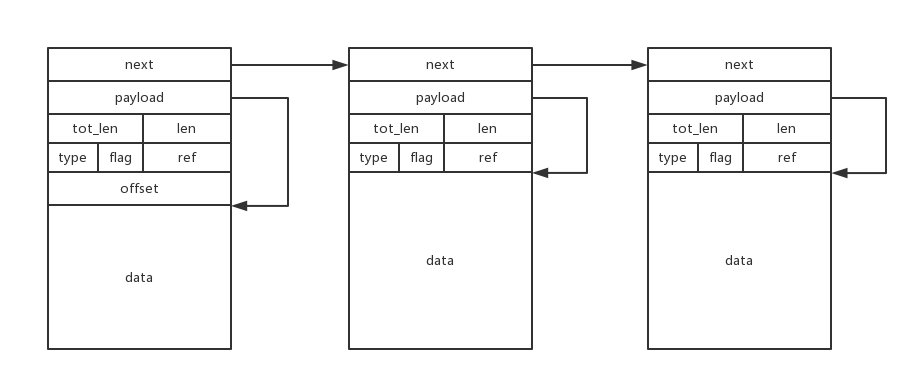 next next next
payload payload payload
tot_len len tot_len len tot_len len
type flag ref type flag ref type flag ref
offset
data data data